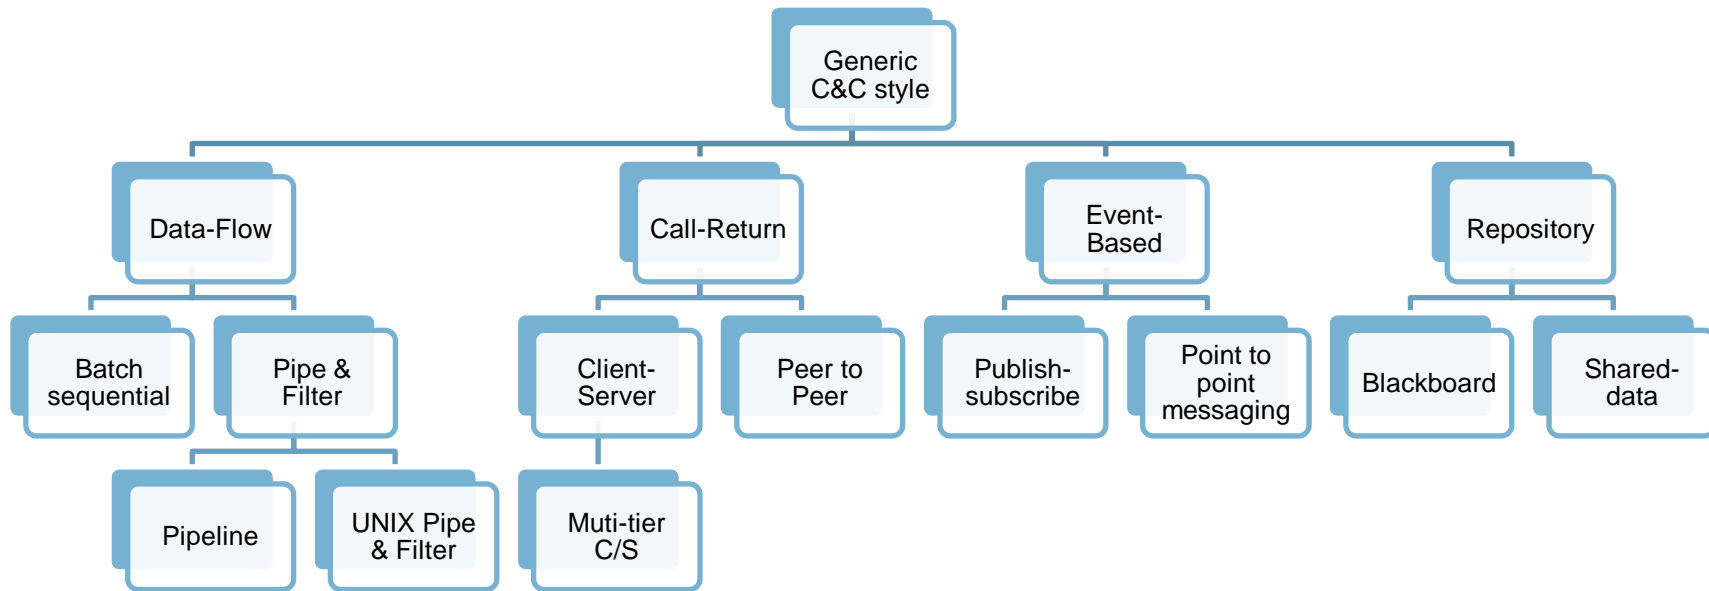 Generic
C&C style
Data-Flow
Call-Return
Event-
Based
Repository
Batch
sequential
Pipe &
Filter
Client-
Server
Peer to
Peer
Publish-
subscribe
Point to
point
messaging
Blackboard
Shared-
data
Pipeline
UNIX Pipe
& Filter
Muti-tier
C/S